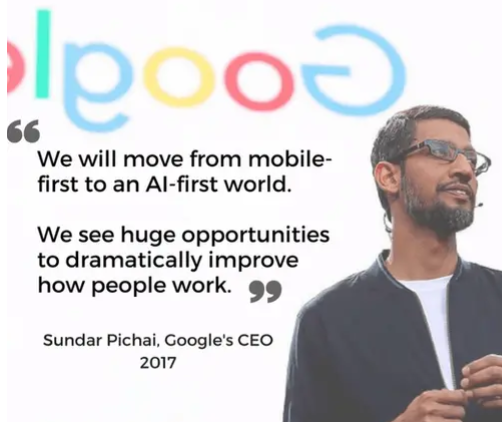 Google
“
We will move from mobile-
first to an AI-first world.
We see huge opportunities
to dramatically improve
how people work. ”
Sundar Pichai, Google's CEO
2017